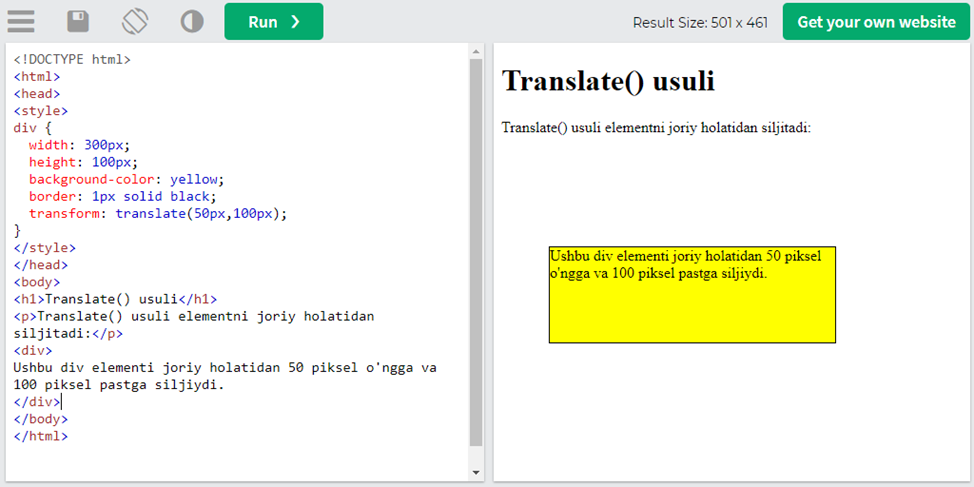 Run ❯
Result Size: 501 x 461
Get your own website
<!DOCTYPE html>
<html>
<head>
<style>
div {
  width: 300px;
  height: 100px;
  background-color: yellow;
  border: 1px solid black;
  transform: translate(50px,100px);
}
</style>
</head>
<body>
<h1>Translate() usuli</h1>
<p>Translate() usuli elementni joriy holatidan
siljitadi:</p>
<div>
Ushbu div elementi joriy holatidan 50 piksel o'ngga va
100 piksel pastga siljiydi.
</div>
</body>
</html>
Translate() usuli
Translate() usuli elementni joriy holatidan siljitadi:
Ushbu div elementi joriy holatidan 50 piksel
o'ngga va 100 piksel pastga siljiydi.